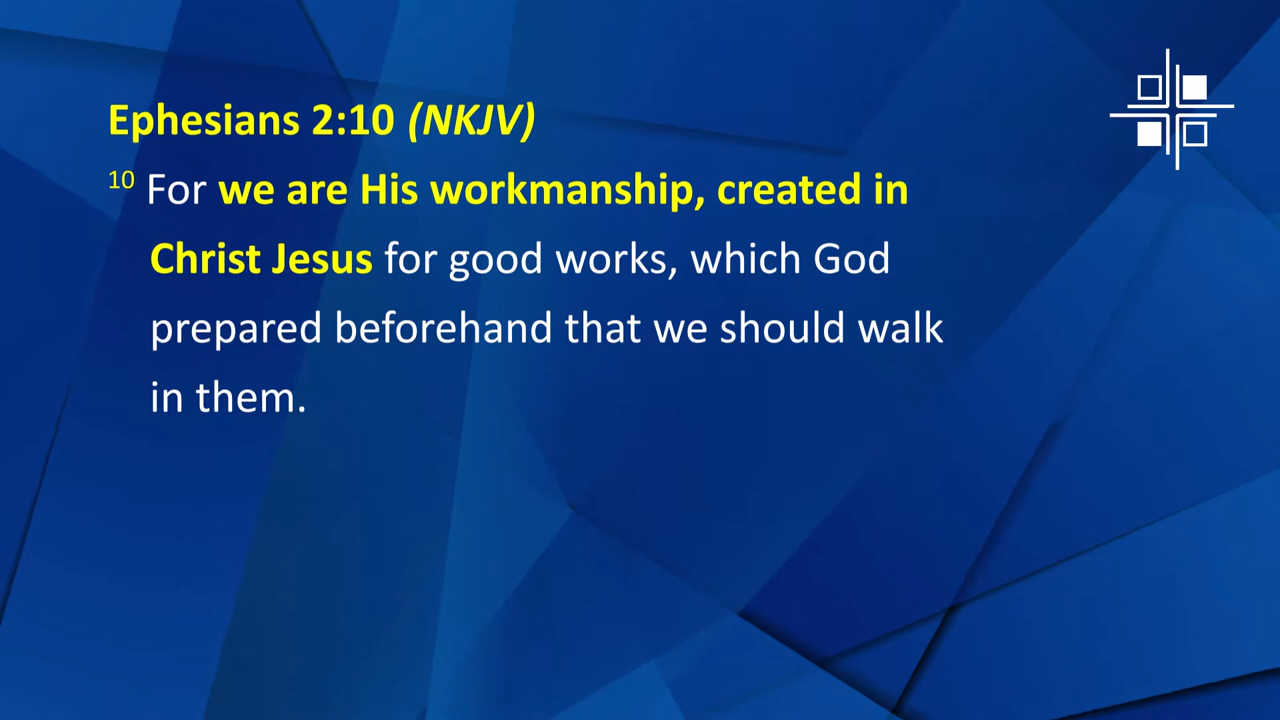 Ephesians 2:10 (NKJV)
10 For we are His workmanship, created in
Christ Jesus for good works, which God
prepared beforehand that we should walk
in them.